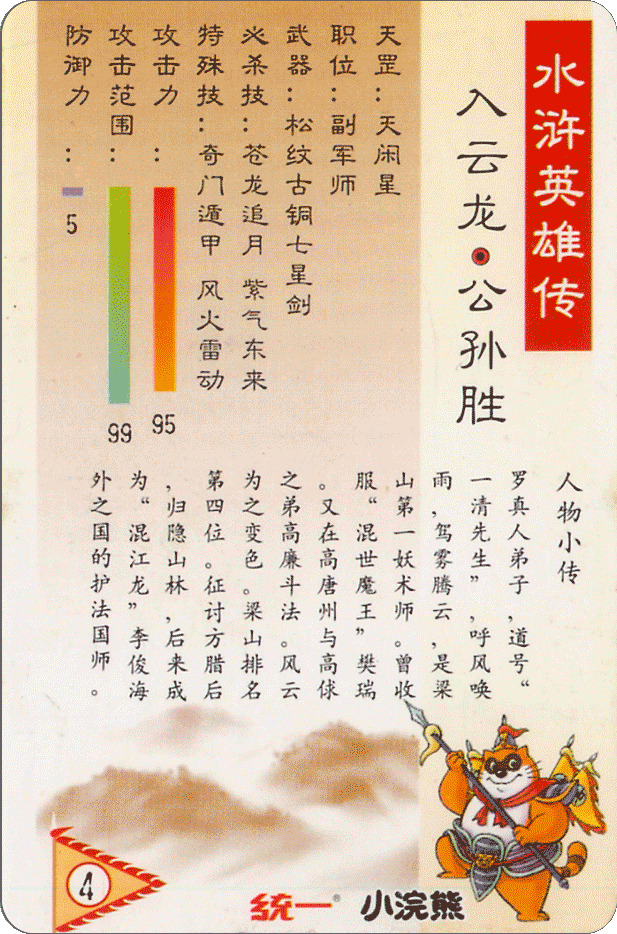 水浒英雄传
入云龙·公孙胜
天罡：天闲星
职位：副军师
武器：松纹古铜七星剑
必杀技：苍龙追月 紫气东来
特殊技：奇门遁甲 风火雷动
攻击力：
95
攻击范围：
99
防御力：
5
人物小传
罗真人弟子，道号“
一清先生”，呼风唤
雨，驾雾腾云，是梁
山第一妖术师。曾收
服“混世魔王”樊瑞
。又在高唐州与高俅
之弟高廉斗法。风云
为之变色。梁山排名
第四位。征讨方腊后
，归隐山林，后来成
为“混江龙”李俊海
外之国的护法国师。
4
统一® 小浣熊